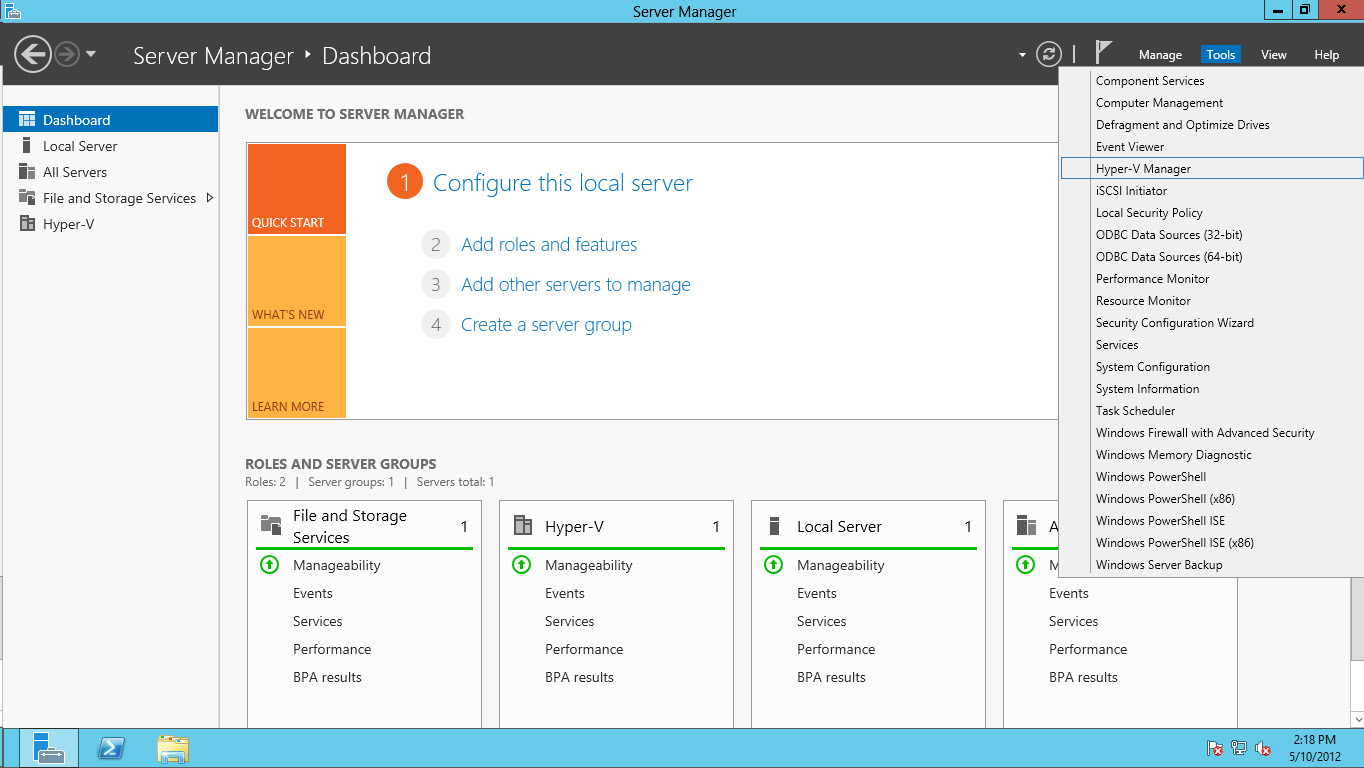 Server Manager
Server Manager ‣ Dashboard
Manage Tools View Help
Component Services
Computer Management
Defragment and Optimize Drives
Event Viewer
Hyper-V Manager
iSCSI Initiator
Local Security Policy
ODBC Data Sources (32-bit)
ODBC Data Sources (64-bit)
Performance Monitor
Resource Monitor
Security Configuration Wizard
Services
System Configuration
System Information
Task Scheduler
Windows Firewall with Advanced Security
Windows Memory Diagnostic
Windows PowerShell
Windows PowerShell (x86)
Windows PowerShell ISE
Windows PowerShell ISE (x86)
Windows Server Backup
Dashboard
Local Server
All Servers
File and Storage Services
Hyper-V
WELCOME TO SERVER MANAGER
QUICK START
WHAT'S NEW
LEARN MORE
1 Configure this local server
2 Add roles and features
3 Add other servers to manage
4 Create a server group
ROLES AND SERVER GROUPS
Roles: 2 | Server groups: 1 | Servers total: 1
File and Storage
Services 1
Manageability
Events
Services
Performance
BPA results
Hyper-V 1
Manageability
Events
Services
Performance
BPA results
Local Server 1
Manageability
Events
Services
Performance
BPA results
Events
Services
Performance
BPA results
2:18 PM
5/10/2012